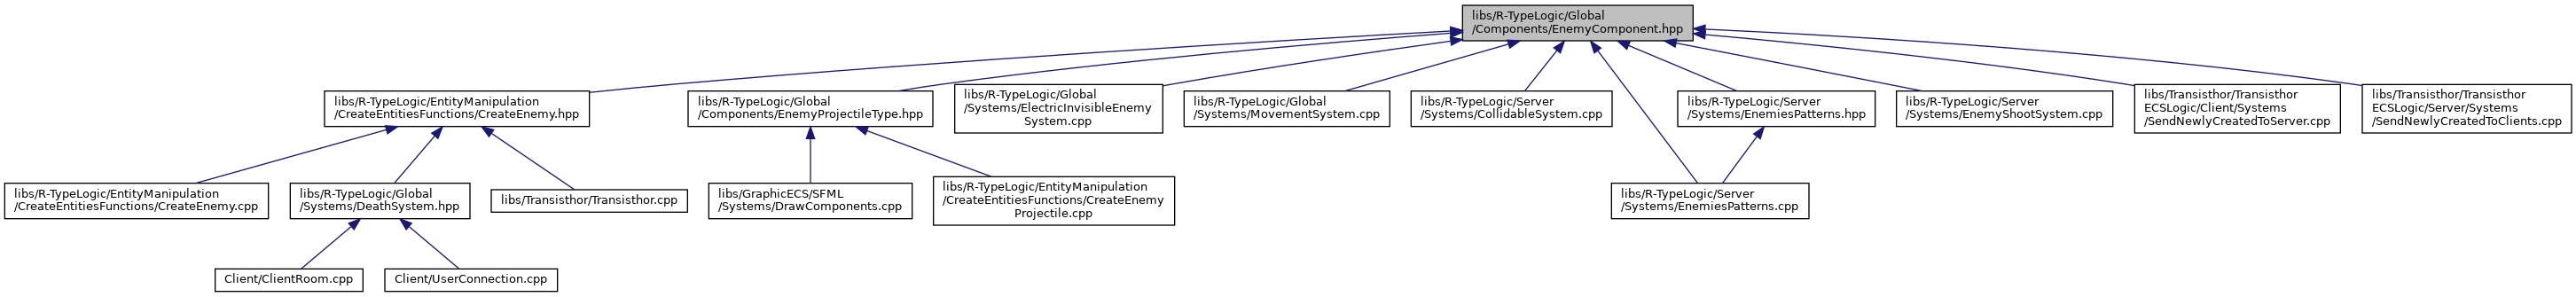 libs/R-TypeLogic/Global
/Components/EnemyComponent.hpp
libs/R-TypeLogic/EntityManipulation
/CreateEntitiesFunctions/CreateEnemy.hpp
libs/R-TypeLogic/Global
/Components/EnemyProjectileType.hpp
libs/R-TypeLogic/Global
/Systems/ElectricInvisibleEnemy
System.cpp
libs/R-TypeLogic/Global
/Systems/MovementSystem.cpp
libs/R-TypeLogic/Server
/Systems/CollidableSystem.cpp
libs/R-TypeLogic/Server
/Systems/EnemiesPatterns.hpp
libs/R-TypeLogic/Server
/Systems/EnemyShootSystem.cpp
libs/Transisthor/Transisthor
ECSLogic/Client/Systems
/SendNewlyCreatedToServer.cpp
libs/Transisthor/Transisthor
ECSLogic/Server/Systems
/SendNewlyCreatedToClients.cpp
libs/R-TypeLogic/EntityManipulation
/CreateEntitiesFunctions/CreateEnemy.cpp
libs/R-TypeLogic/Global
/Systems/DeathSystem.hpp
libs/Transisthor/Transisthor.cpp
libs/GraphicECS/SFML
/Systems/DrawComponents.cpp
libs/R-TypeLogic/EntityManipulation
/CreateEntitiesFunctions/CreateEnemy
Projectile.cpp
libs/R-TypeLogic/Server
/Systems/EnemiesPatterns.cpp
Client/ClientRoom.cpp
Client/UserConnection.cpp